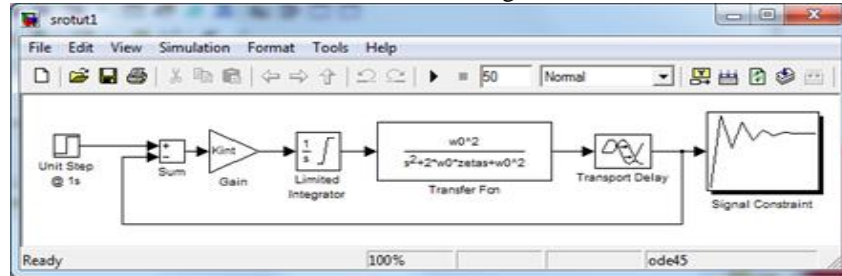 srotut1
File Edit View Simulation Format Tools Help
50 Normal
Unit Step
@ 1s
+
-
Sum
Kint
Gain
1
s
Limited
Integrator
w0^2
s^2+2*w0*zetas+w0^2
Transfer Fcn
Transport Delay
Signal Constraint
Ready 100% ode45